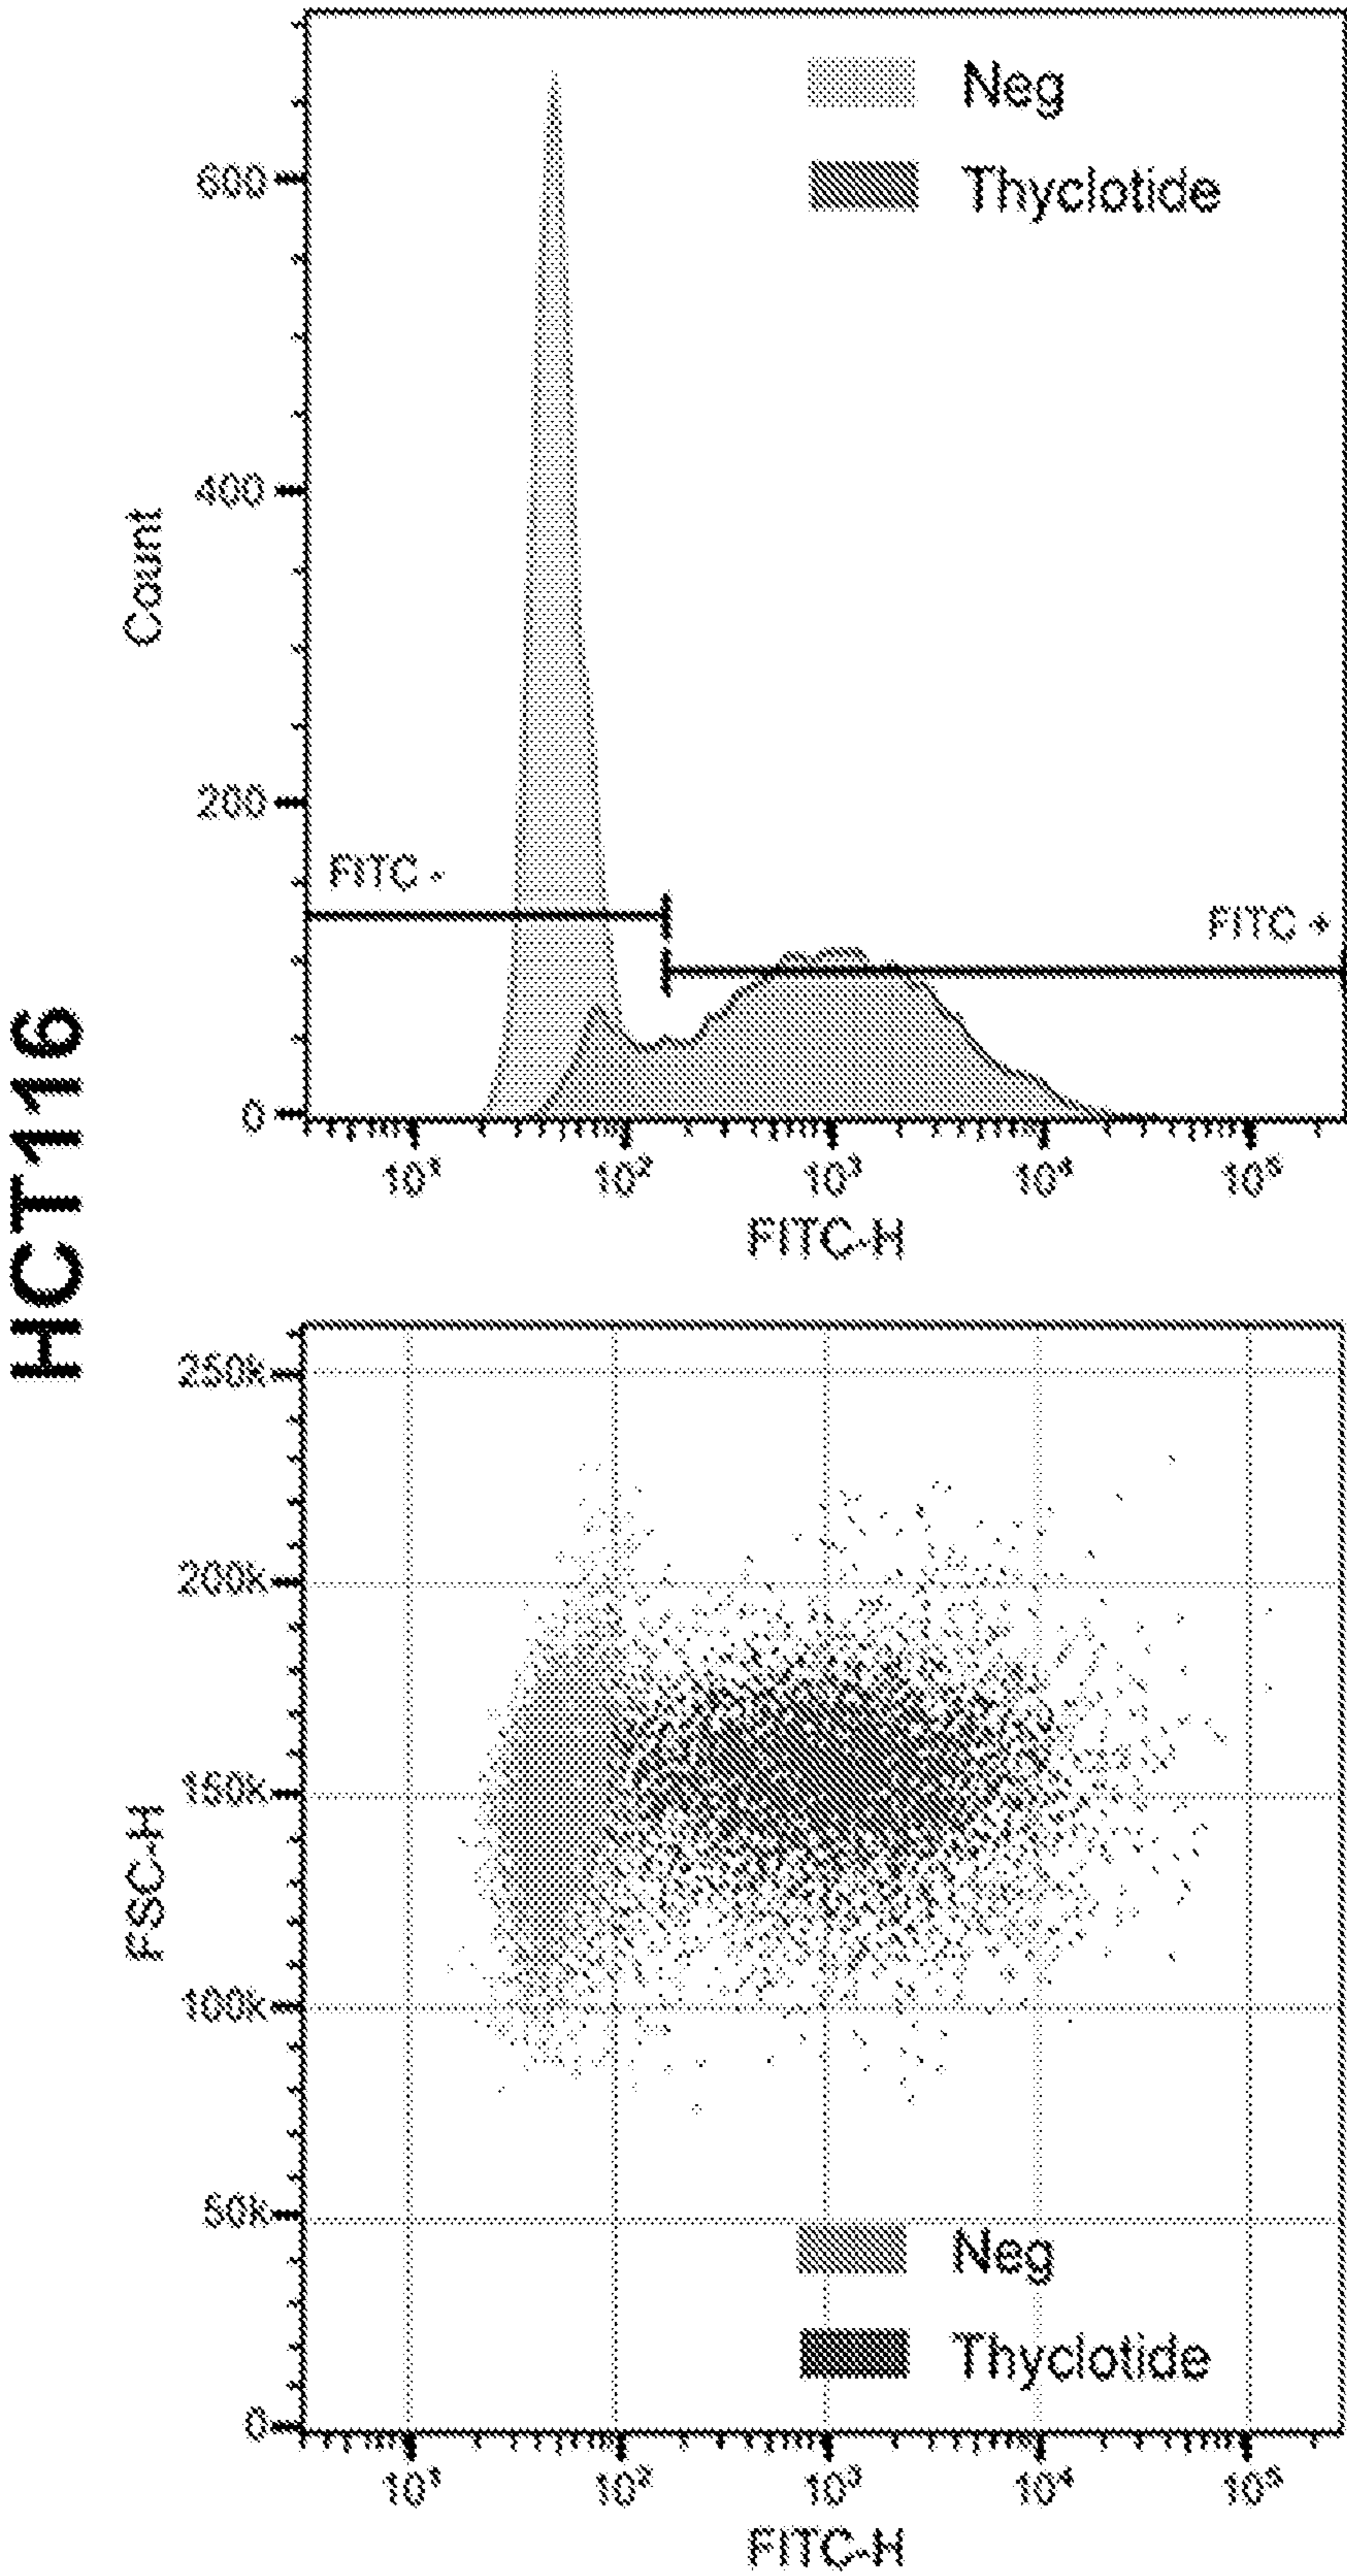 HCT116
Neg
Thyclotide
600
400
200
0
Count
FITC -
FITC +
10¹
10²
10³
10⁴
10⁵
FITC-H
250k
200k
150k
100k
50k
0
FSC-H
Neg
Thyclotide
10¹
10²
10³
10⁴
10⁵
FITC-H